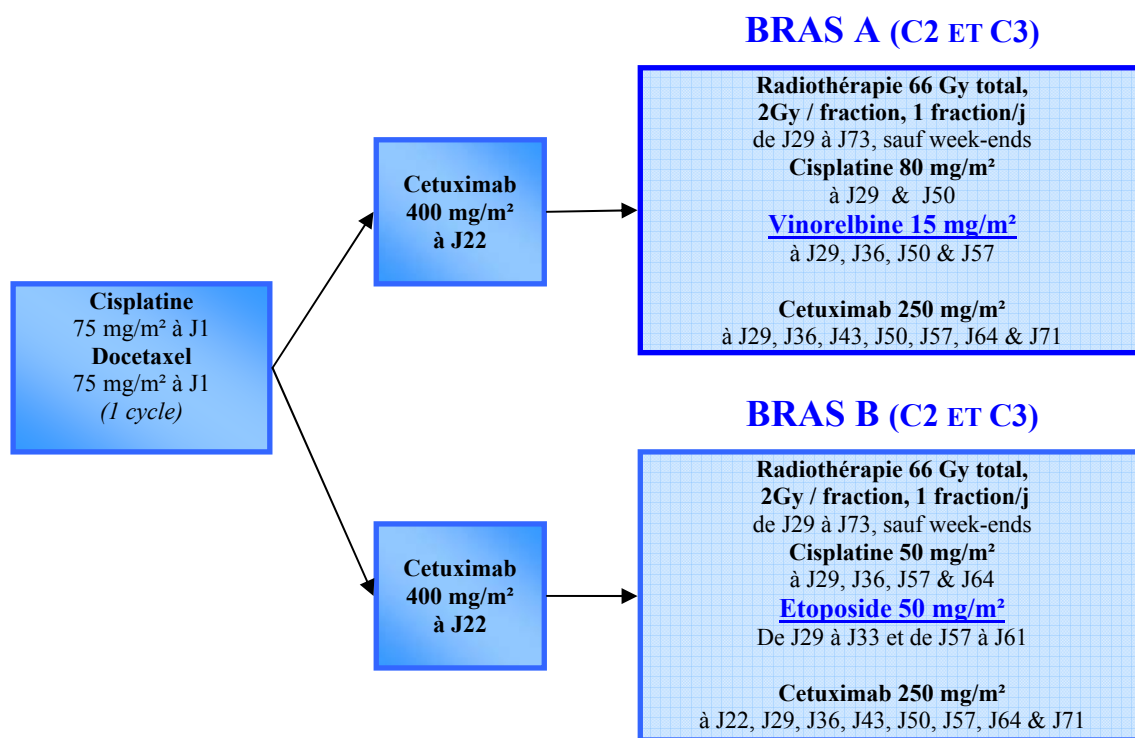 Cisplatine
75 mg/m² à J1
Docetaxel
75 mg/m² à J1
(1 cycle)
Cetuximab
400 mg/m²
à J22
BRAS A (C2 ET C3)
Radiothérapie 66 Gy total,
2Gy / fraction, 1 fraction/j
de J29 à J73, sauf week-ends
Cisplatine 80 mg/m²
à J29 & J50
Vinorelbine 15 mg/m²
à J29, J36, J50 & J57
Cetuximab 250 mg/m²
à J29, J36, J43, J50, J57, J64 & J71
Cetuximab
400 mg/m²
à J22
BRAS B (C2 ET C3)
Radiothérapie 66 Gy total,
2Gy / fraction, 1 fraction/j
de J29 à J73, sauf week-ends
Cisplatine 50 mg/m²
à J29, J36, J57 & J64
Etoposide 50 mg/m²
De J29 à J33 et de J57 à J61
Cetuximab 250 mg/m²
à J22, J29, J36, J43, J50, J57, J64 & J71